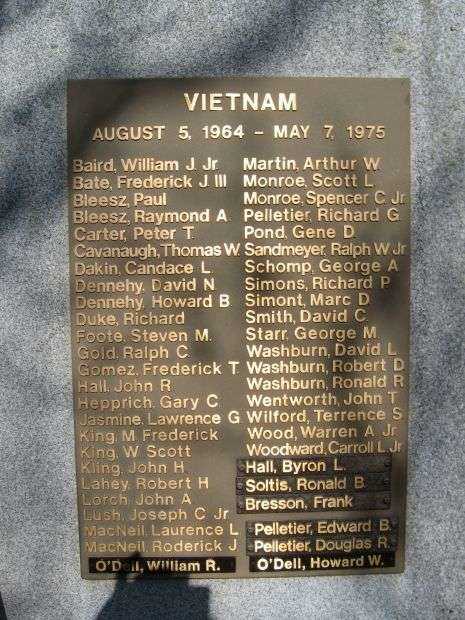 VIETNAM
AUGUST 5, 1964 – MAY 7, 1975
Baird, William J. Jr
Bate, Frederick J III
Bleesz, Paul
Bleesz, Raymond A.
Carter, Peter T.
Cavanaugh, Thomas W.
Dakin, Candace L.
Dennehy, David N.
Dennehy, Howard B
Duke, Richard
Foote, Steven M.
Gold, Ralph C
Gomez, Frederick T.
Hall, John R
Hepprich, Gary C
Jasmine, Lawrence G
King, M Frederick
King, W Scott
Kling, John H
Lahey, Robert H
Lorch, John A
Lush, Joseph C Jr
MacNeil, Laurence L
MacNeil, Roderick J
O'Dell, William R.
Martin, Arthur W
Monroe, Scott L
Monroe, Spencer C Jr
Pelletier, Richard G
Pond, Gene D
Sandmeyer, Ralph W. Jr
Schomp, George A
Simons, Richard P
Simont, Marc D
Smith, David C.
Starr, George M
Washburn, David L
Washburn, Robert D
Washburn, Ronald R
Wentworth, John T
Wilford, Terrence S
Wood, Warren A Jr
Woodward, Carroll L. Jr
Hall, Byron L.
Soltis, Ronald B.
Bresson, Frank
Pelletier, Edward B.
Pelletier, Douglas R.
O'Dell, Howard W.